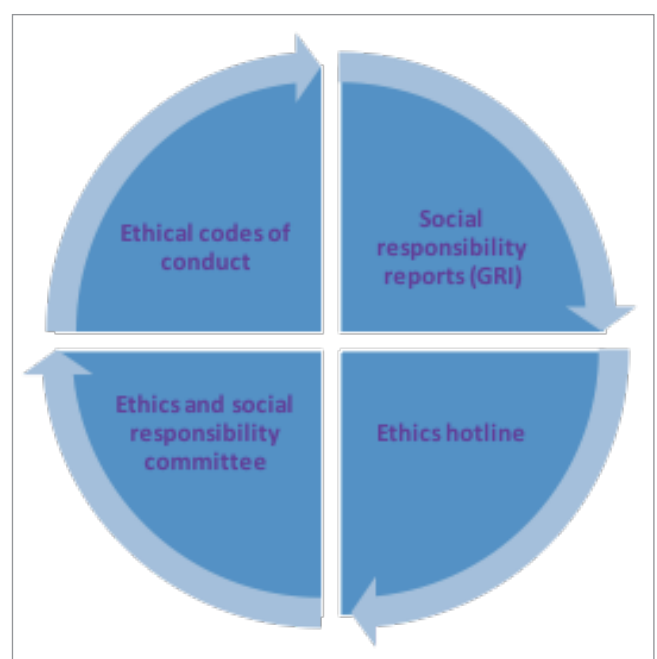 Ethical codes of
conduct
Social
responsibility
reports (GRI)
Ethics and social
responsibility
committee
Ethics hotline